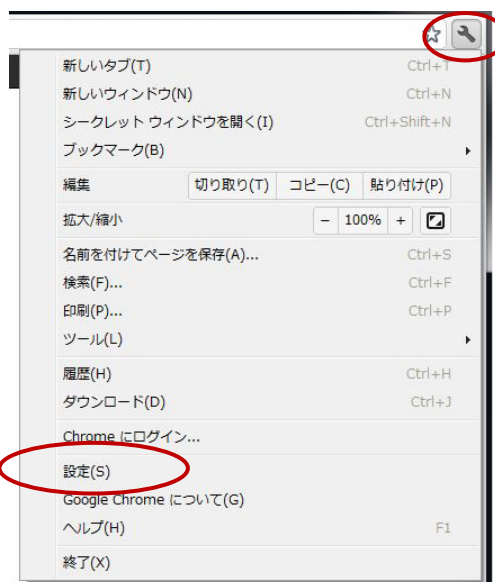 新しいタブ(T) Ctrl+T
新しいウィンドウ(N) Ctrl+N
シークレット ウィンドウを開く(I) Ctrl+Shift+N
ブックマーク(B)
編集 切り取り(T) コピー(C) 貼り付け(P)
拡大/縮小 − 100% +
名前を付けてページを保存(A)... Ctrl+S
検索(F)... Ctrl+F
印刷(P)... Ctrl+P
ツール(L)
履歴(H) Ctrl+H
ダウンロード(D) Ctrl+J
Chrome にログイン...
設定(S)
Google Chrome について(G)
ヘルプ(H) F1
終了(X)